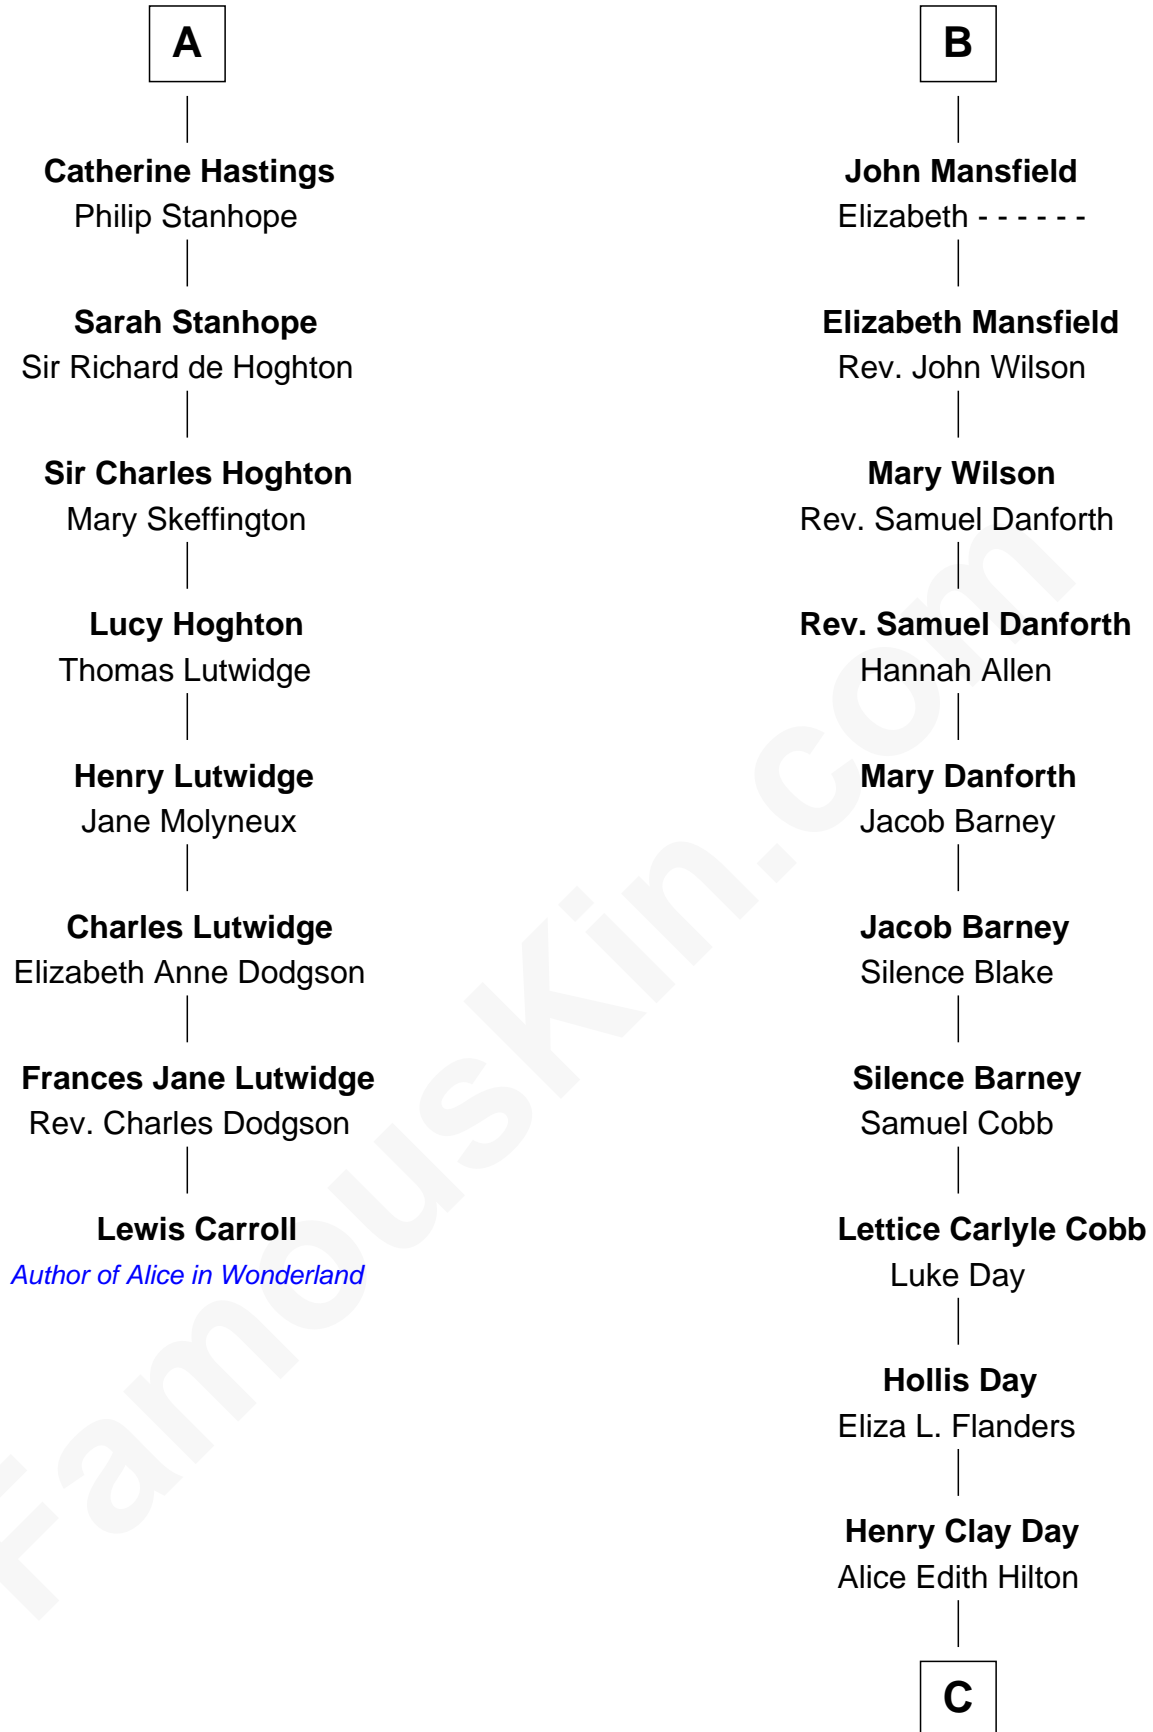 A
Catherine Hastings
Philip Stanhope
Sarah Stanhope
Sir Richard de Hoghton
Sir Charles Hoghton
Mary Skeffington
Lucy Hoghton
Thomas Lutwidge
Henry Lutwidge
Jane Molyneux
Charles Lutwidge
Elizabeth Anne Dodgson
Frances Jane Lutwidge
Rev. Charles Dodgson
Lewis Carroll
Author of Alice in Wonderland
B
John Mansfield
Elizabeth - - - - - -
Elizabeth Mansfield
Rev. John Wilson
Mary Wilson
Rev. Samuel Danforth
Rev. Samuel Danforth
Hannah Allen
Mary Danforth
Jacob Barney
Jacob Barney
Silence Blake
Silence Barney
Samuel Cobb
Lettice Carlyle Cobb
Luke Day
Hollis Day
Eliza L. Flanders
Henry Clay Day
Alice Edith Hilton
C
FamousKin.com